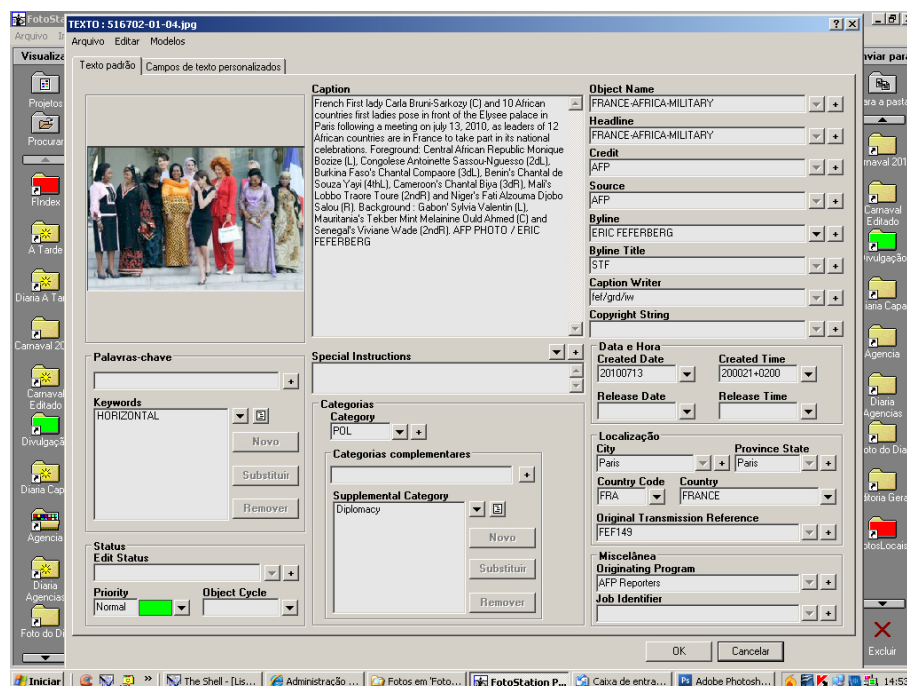 FotoSta
TEXTO : 516702-01-04.jpg
Arquivo Editar Modelos
Visualiza
Texto padrão
Campos de texto personalizados
Projetos
Procurar
FIndex
A Tarde
Diaria A Ta
Carnaval 20
Carnaval
Editado
Divulgaçã
Diaria Cap
Agencia
Diaria
Agencias
Foto do Di
Caption
French First lady Carla Bruni-Sarkozy (C) and 10 African
countries first ladies pose in front of the Elysee palace in
Paris following a meeting on july 13, 2010, as leaders of 12
African countries are in France to take part in its national
celebrations. Foreground: Central African Republic Monique
Bozize (L), Congolese Antoinette Sassou-Nguesso (2dL),
Burkina Faso's Chantal Compaore (3dL), Benin's Chantal de
Souza Yayi (4thL), Cameroon's Chantal Biya (3dR), Mali's
Lobbo Traore Toure (2ndR) and Niger's Fati Alzouma Djobo
Salou (R). Background : Gabon' Sylvia Valentin (L),
Mauritania's Tekber Mint Melainine Ould Ahmed (C) and
Senegal's Viviane Wade (2ndR). AFP PHOTO / ERIC
FEFERBERG
Object Name
FRANCE-AFRICA-MILITARY
Headline
FRANCE-AFRICA-MILITARY
Credit
AFP
Source
AFP
Byline
ERIC FEFERBERG
Byline Title
STF
Caption Writer
fef/grd/iw
Copyright String
Palavras-chave
Keywords
HORIZONTAL
Novo
Substituir
Remover
Status
Edit Status
Priority Object Cycle
Normal
Special Instructions
Categorias
Category
POL
Categorias complementares
Supplemental Category
Diplomacy
Novo
Substituir
Remover
Data e Hora
Created Date Created Time
20100713 200021+0200
Release Date Release Time
Localização
City Province State
Paris Paris
Country Code Country
FRA FRANCE
Original Transmission Reference
FEF149
Miscelânea
Originating Program
AFP Reporters
Job Identifier
OK Cancelar
nviar para
ara a pasta
rnaval 201
Carnaval
Editado
ivulgação
iaria Capa
Agencia
Diaria
Agencias
oto do Dia
ditoria Gera
otosLocais
Excluir
Iniciar
The Shell - [Lis...
Administração ...
Fotos em 'Foto...
FotoStation P...
Caixa de entra...
Adobe Photosh...
14:53